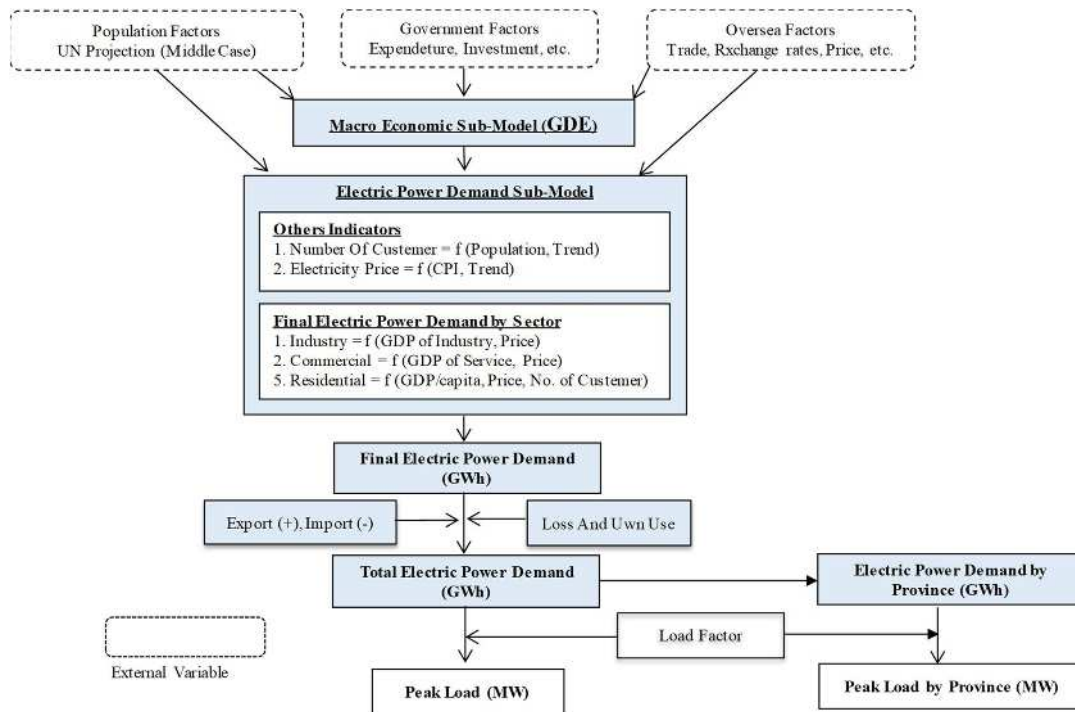 Population Factors
UN Projection (Middle Case)
Government Factors
Expendeture, Investment, etc.
Oversea Factors
Trade, Rxchange rates, Price, etc.
Macro Economic Sub-Model (GDE)
Electric Power Demand Sub-Model
Others Indicators
1. Number Of Custemer = f (Population, Trend)
2. Electricity Price = f (CPI, Trend)
Final Electric Power Demand by Sector
1. Industry = f (GDP of Industry, Price)
2. Commercial = f (GDP of Service, Price)
5. Residential = f (GDP/capita, Price, No. of Custemer)
Final Electric Power Demand
(GWh)
Export (+), Import (-)
Loss And Uwn Use
Total Electric Power Demand
(GWh)
Electric Power Demand by
Province (GWh)
Load Factor
External Variable
Peak Load (MW)
Peak Load by Province (MW)